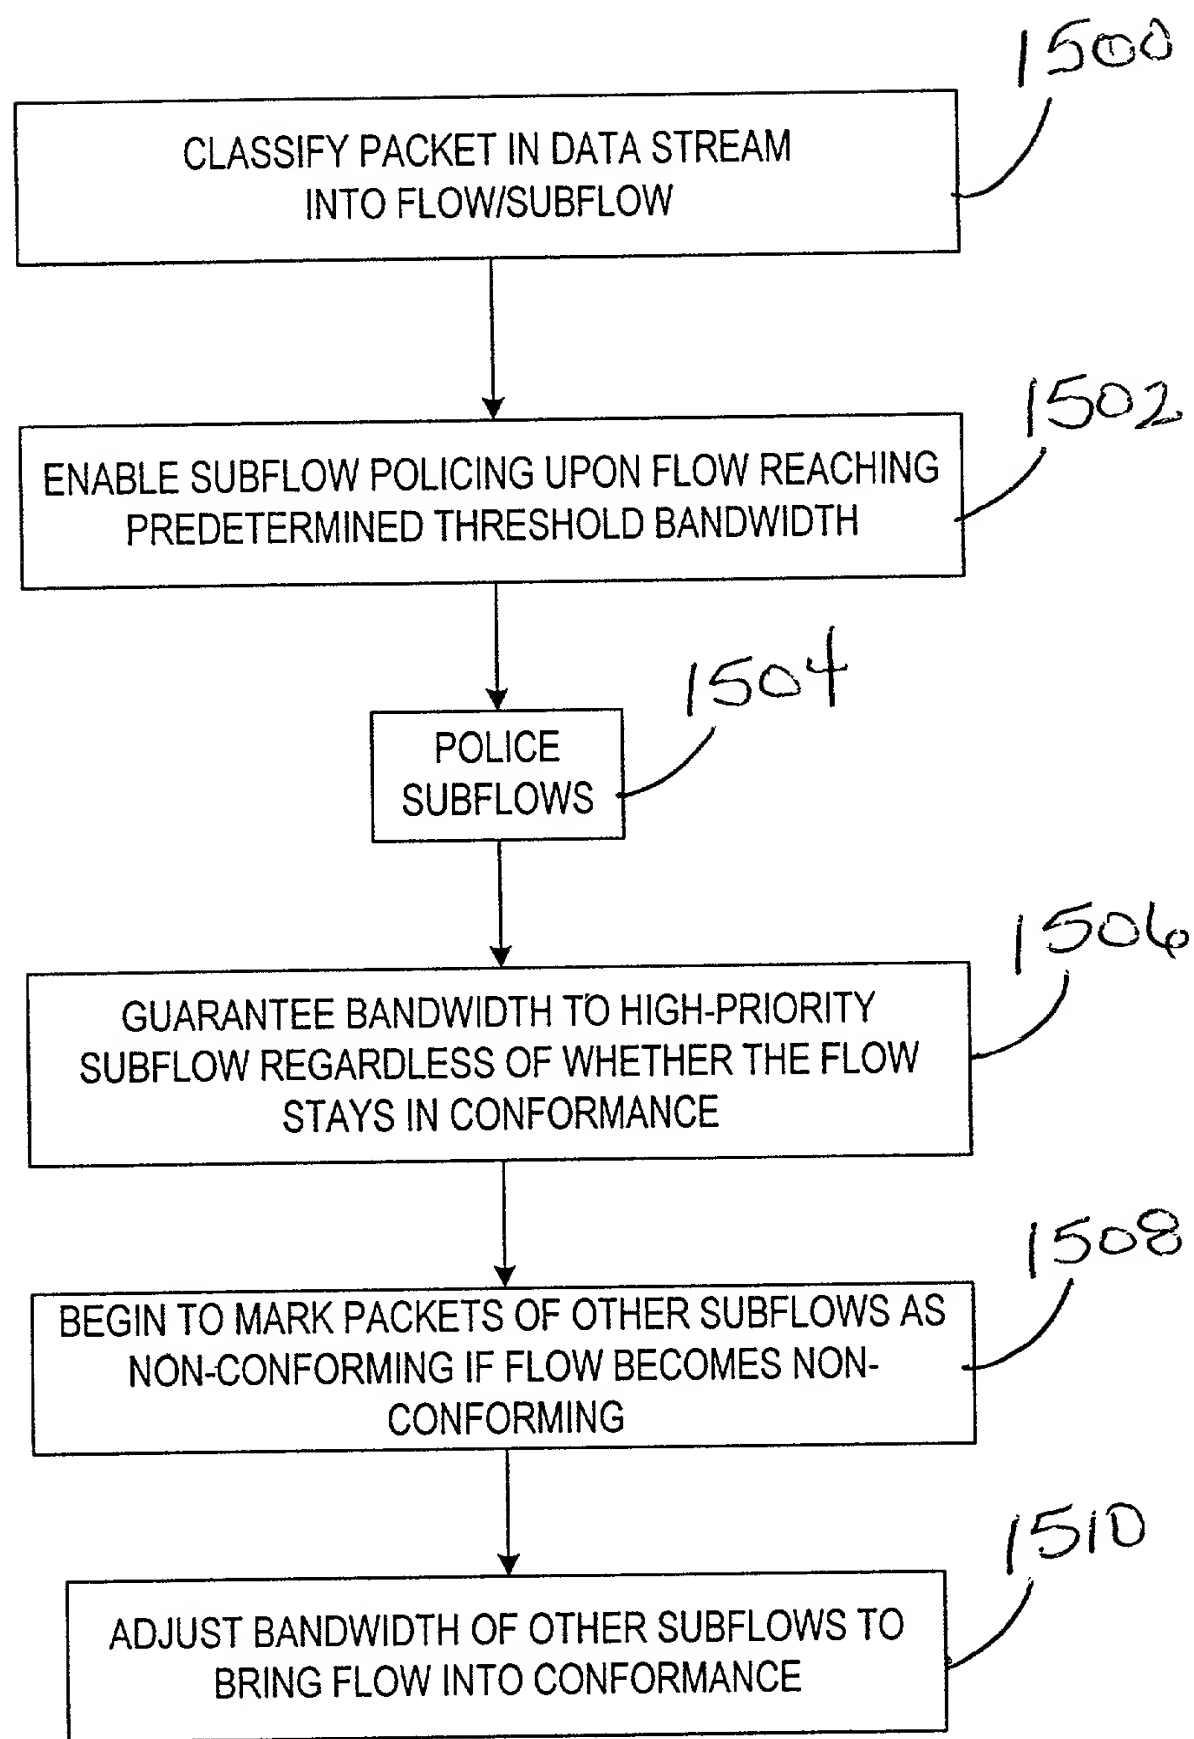 1500
CLASSIFY PACKET IN DATA STREAM
INTO FLOW/SUBFLOW
1502
ENABLE SUBFLOW POLICING UPON FLOW REACHING
PREDETERMINED THRESHOLD BANDWIDTH
1504
POLICE
SUBFLOWS
1506
GUARANTEE BANDWIDTH TO HIGH-PRIORITY
SUBFLOW REGARDLESS OF WHETHER THE FLOW
STAYS IN CONFORMANCE
1508
BEGIN TO MARK PACKETS OF OTHER SUBFLOWS AS
NON-CONFORMING IF FLOW BECOMES NON-
CONFORMING
1510
ADJUST BANDWIDTH OF OTHER SUBFLOWS TO
BRING FLOW INTO CONFORMANCE